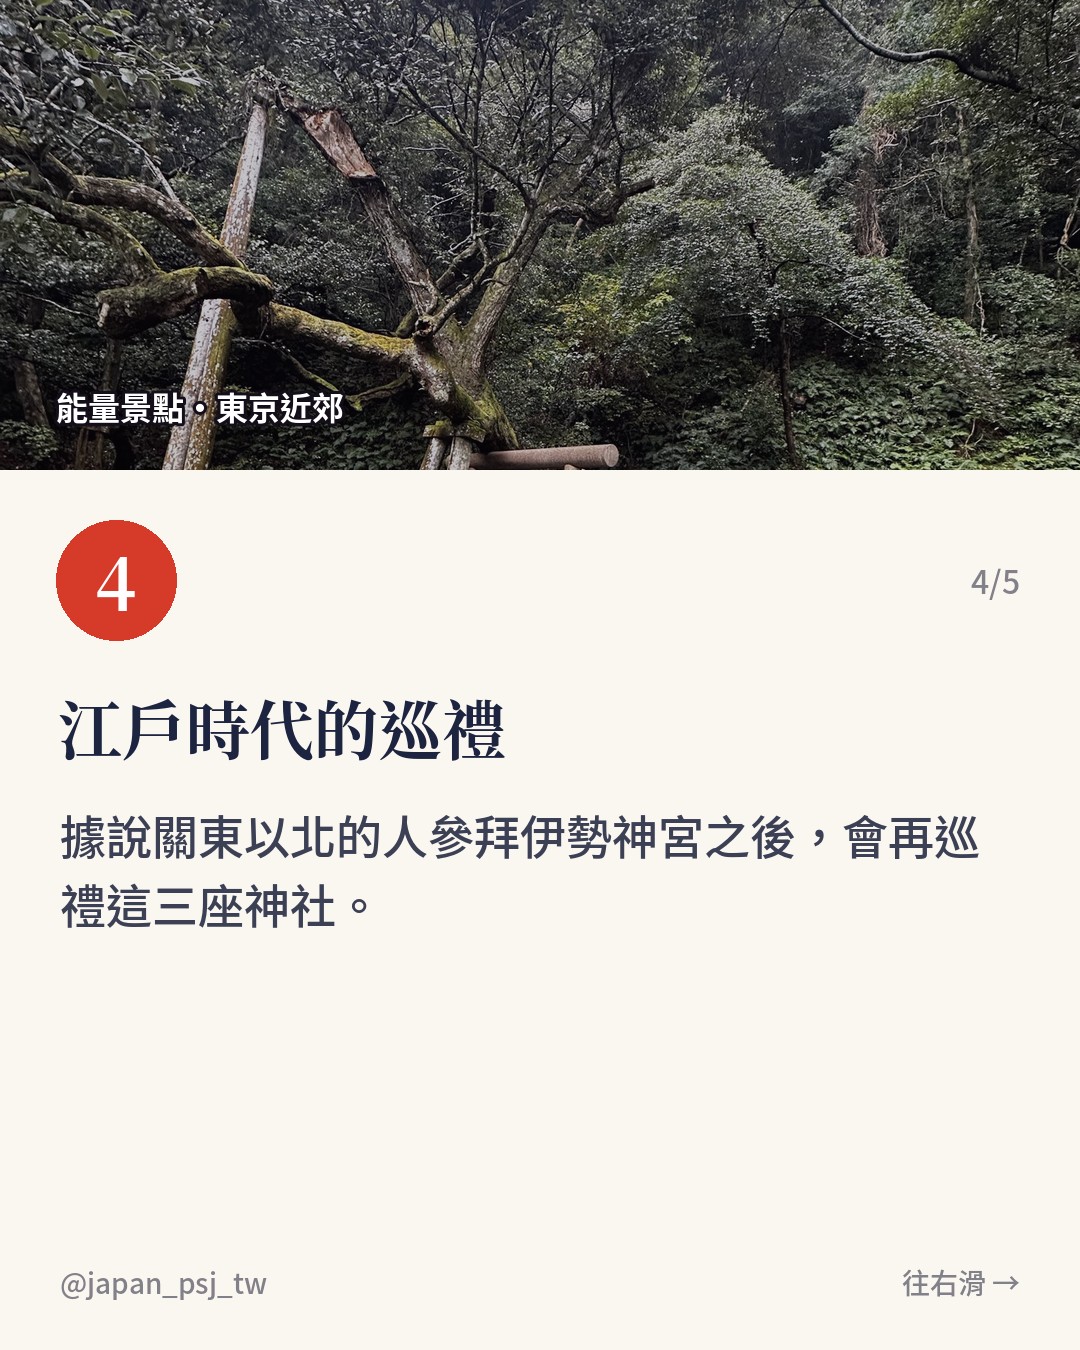 能量景點・東京近郊
4
4/5
江戶時代的巡禮
據說關東以北的人參拜伊勢神宮之後，會再巡
禮這三座神社。
@japan_psj_tw
往右滑 →